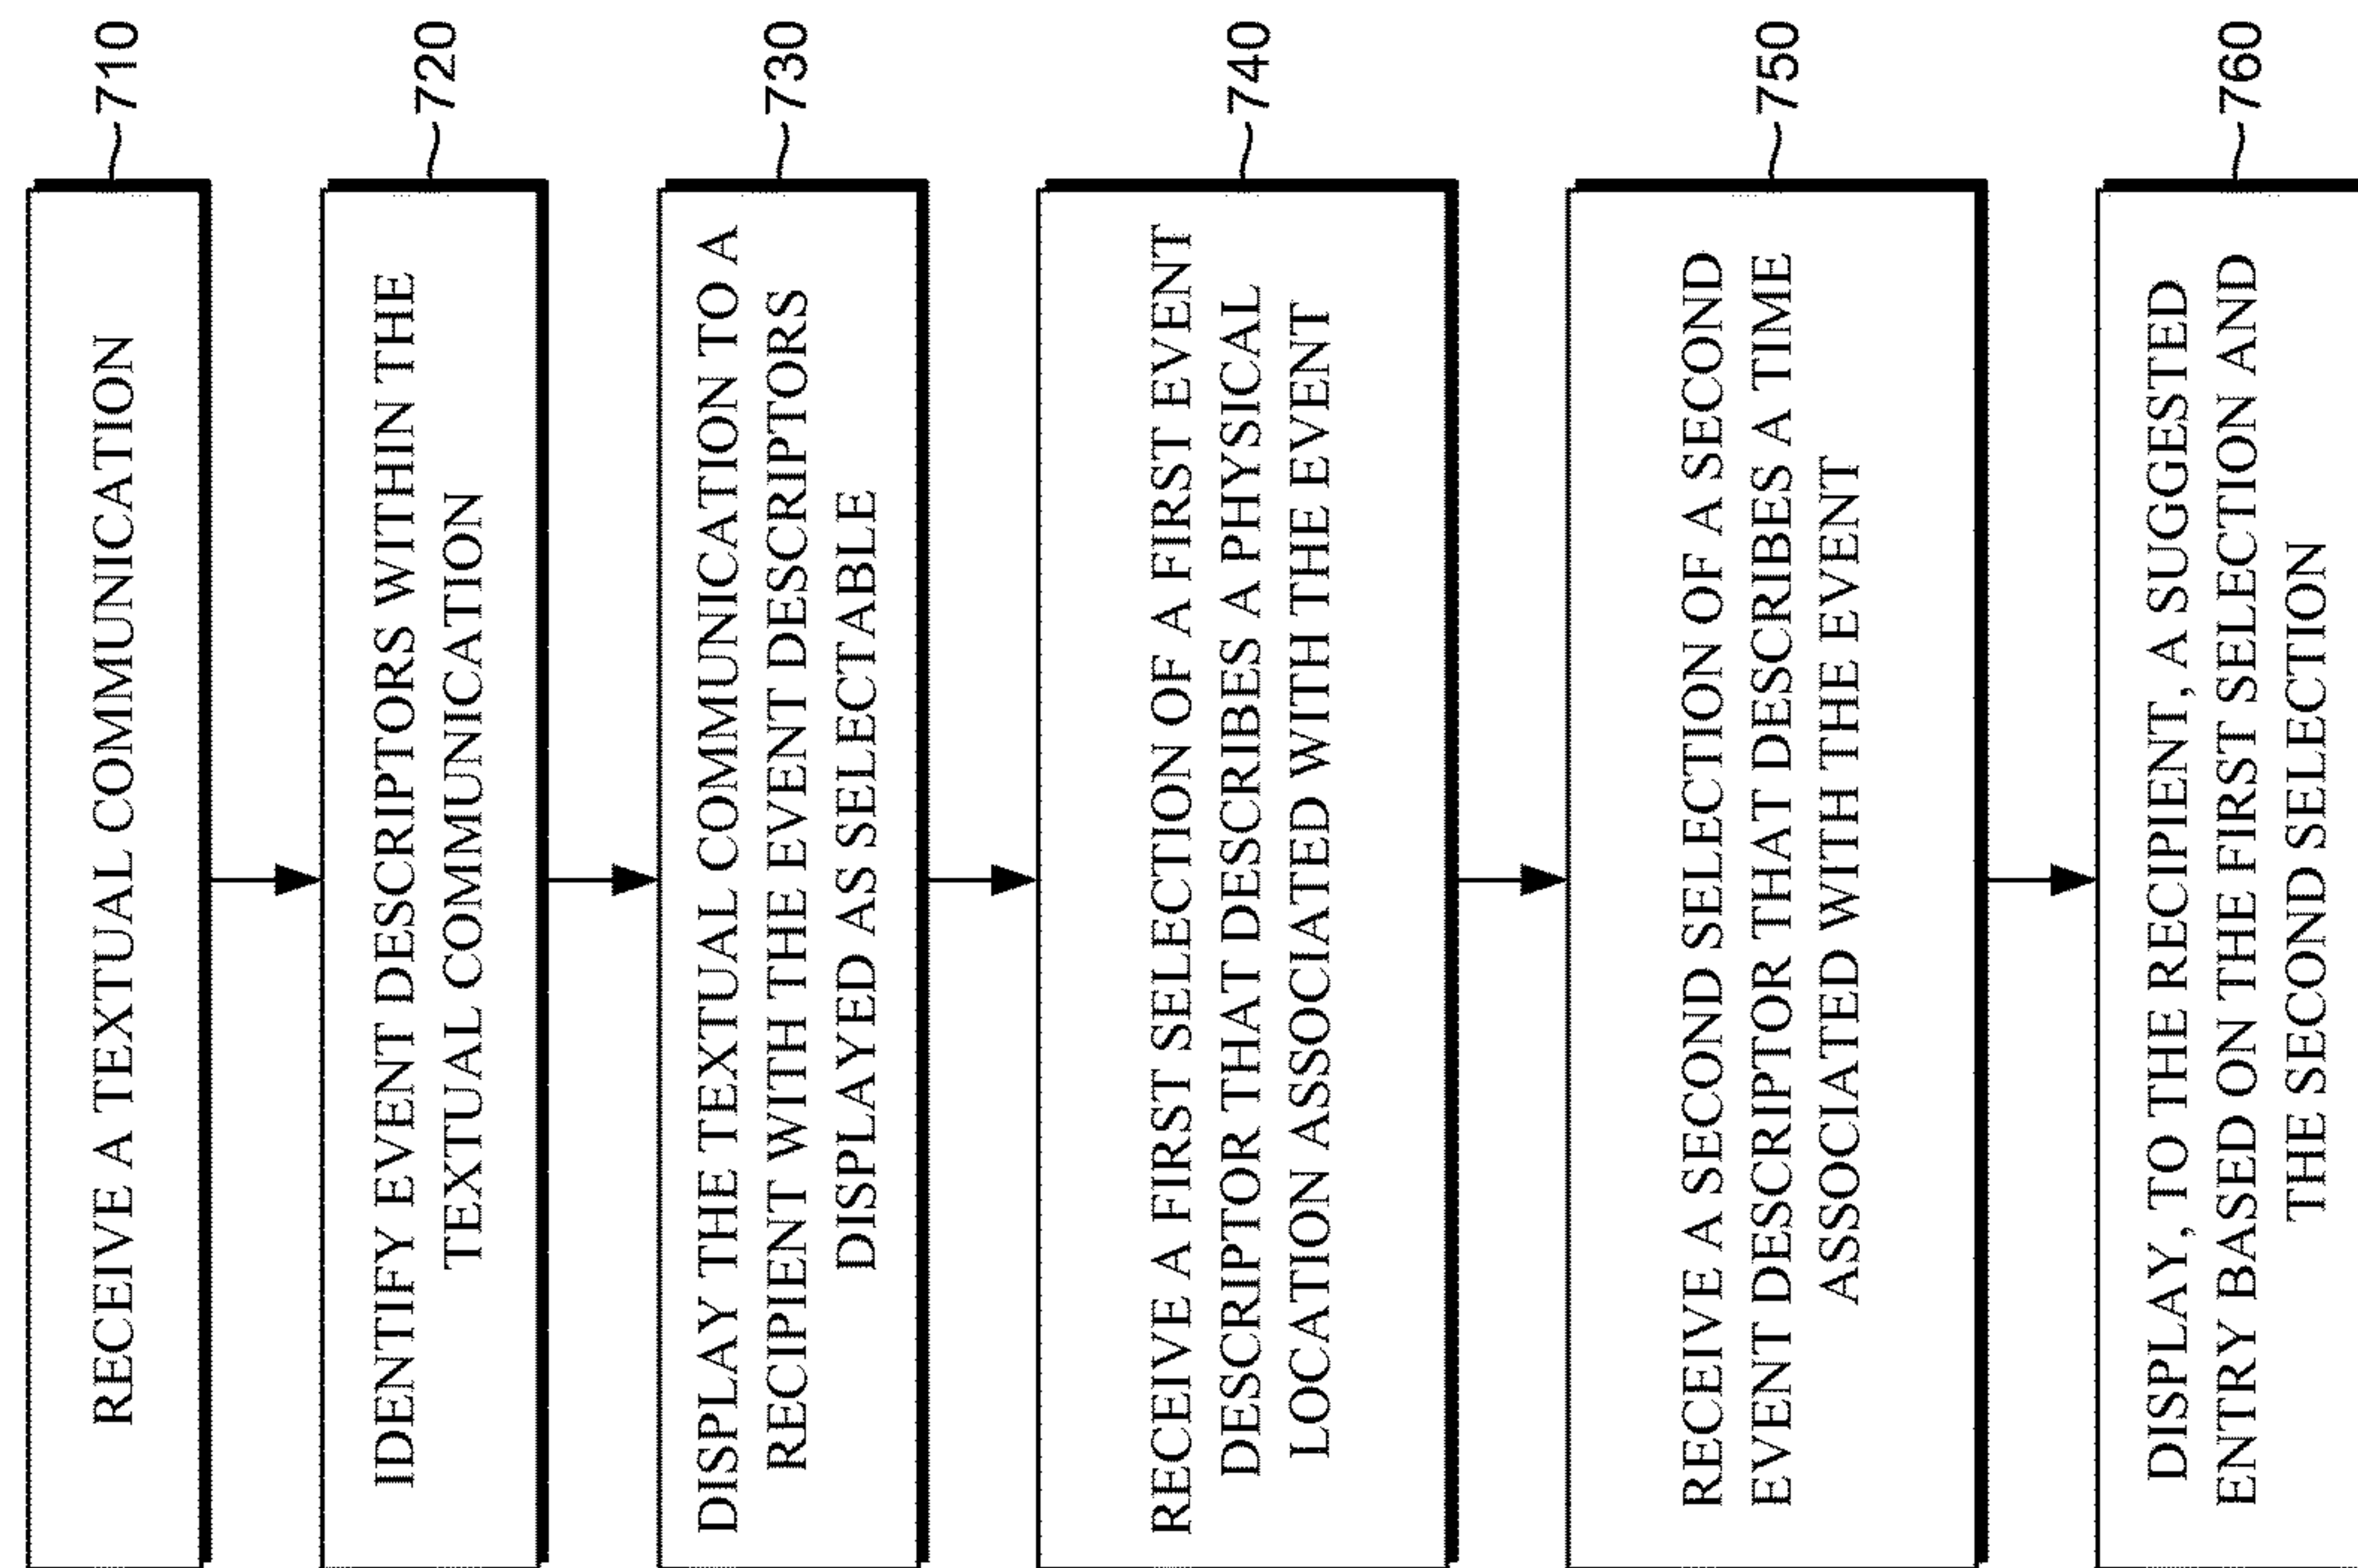 RECEIVE A TEXTUAL COMMUNICATION
710
IDENTIFY EVENT DESCRIPTORS WITHIN THE
TEXTUAL COMMUNICATION
720
DISPLAY THE TEXTUAL COMMUNICATION TO A
RECIPIENT WITH THE EVENT DESCRIPTORS
DISPLAYED AS SELECTABLE
730
RECEIVE A FIRST SELECTION OF A FIRST EVENT
DESCRIPTOR THAT DESCRIBES A PHYSICAL
LOCATION ASSOCIATED WITH THE EVENT
740
RECEIVE A SECOND SELECTION OF A SECOND
EVENT DESCRIPTOR THAT DESCRIBES A TIME
ASSOCIATED WITH THE EVENT
750
DISPLAY, TO THE RECIPIENT, A SUGGESTED
ENTRY BASED ON THE FIRST SELECTION AND
THE SECOND SELECTION
760